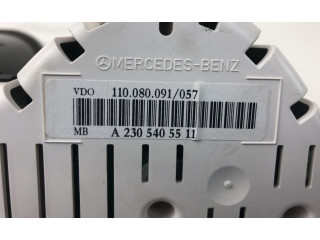 MERCEDES-BENZ
VDO 110.080.091/057
MB A 230 540 55 11